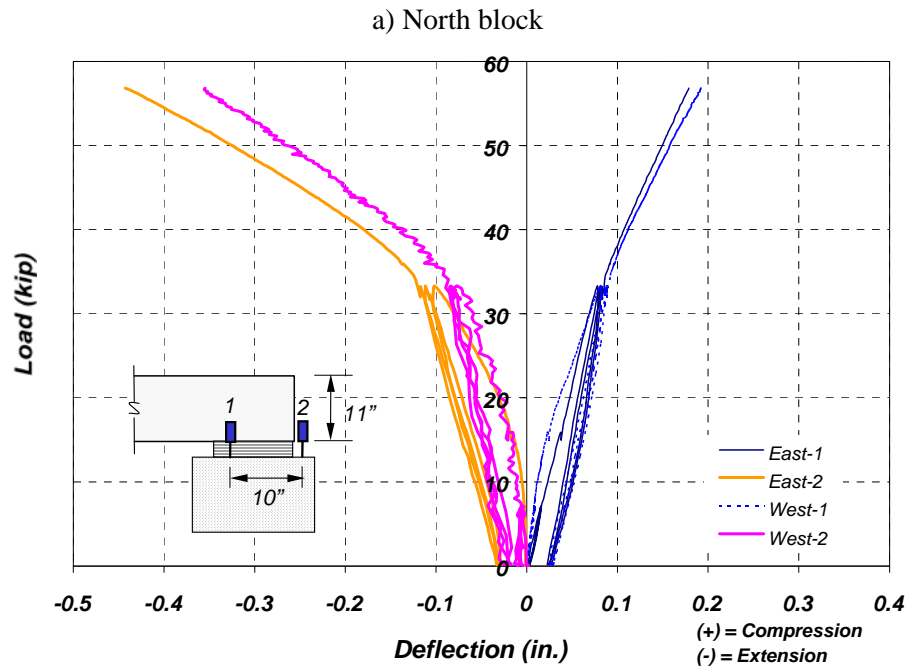 a) North block
60
50
40
30
20
10
0
Load (kip)
1
2
11”
10”
East-1
East-2
West-1
West-2
-0.5
-0.4
-0.3
-0.2
-0.1
0
0.1
0.2
0.3
0.4
Deflection (in.)
(+) = Compression
(-) = Extension